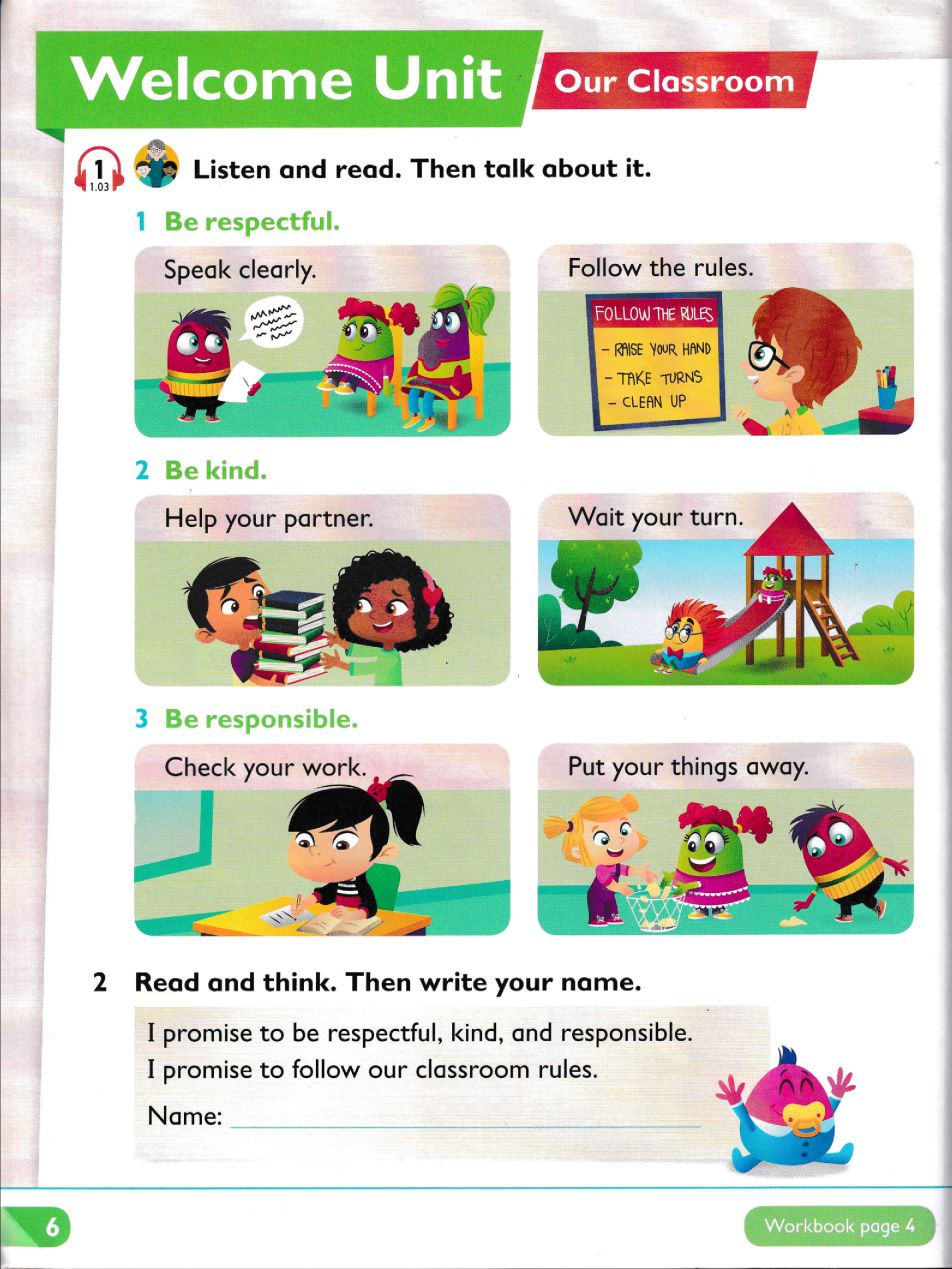 Welcome Unit
Our Classroom
1
1.03
Listen and read. Then talk about it.
1 Be respectful.
Speak clearly.
Follow the rules.
FOLLOW THE RULES
- RAISE YOUR HAND
- TAKE TURNS
- CLEAN UP
2 Be kind.
Help your partner.
Wait your turn.
3 Be responsible.
Check your work.
Put your things away.
2 Read and think. Then write your name.
I promise to be respectful, kind, and responsible.
I promise to follow our classroom rules.
Name:
6
Workbook page 4